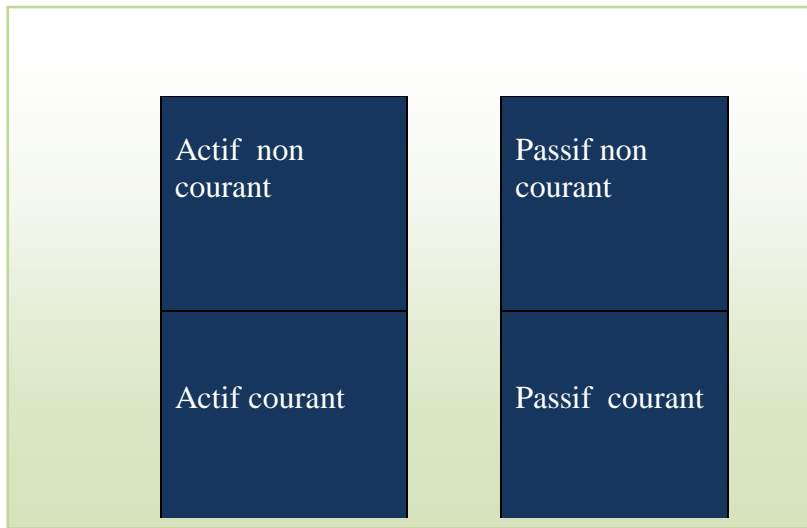 Actif  non
courant
Passif non
courant
Actif courant
Passif  courant